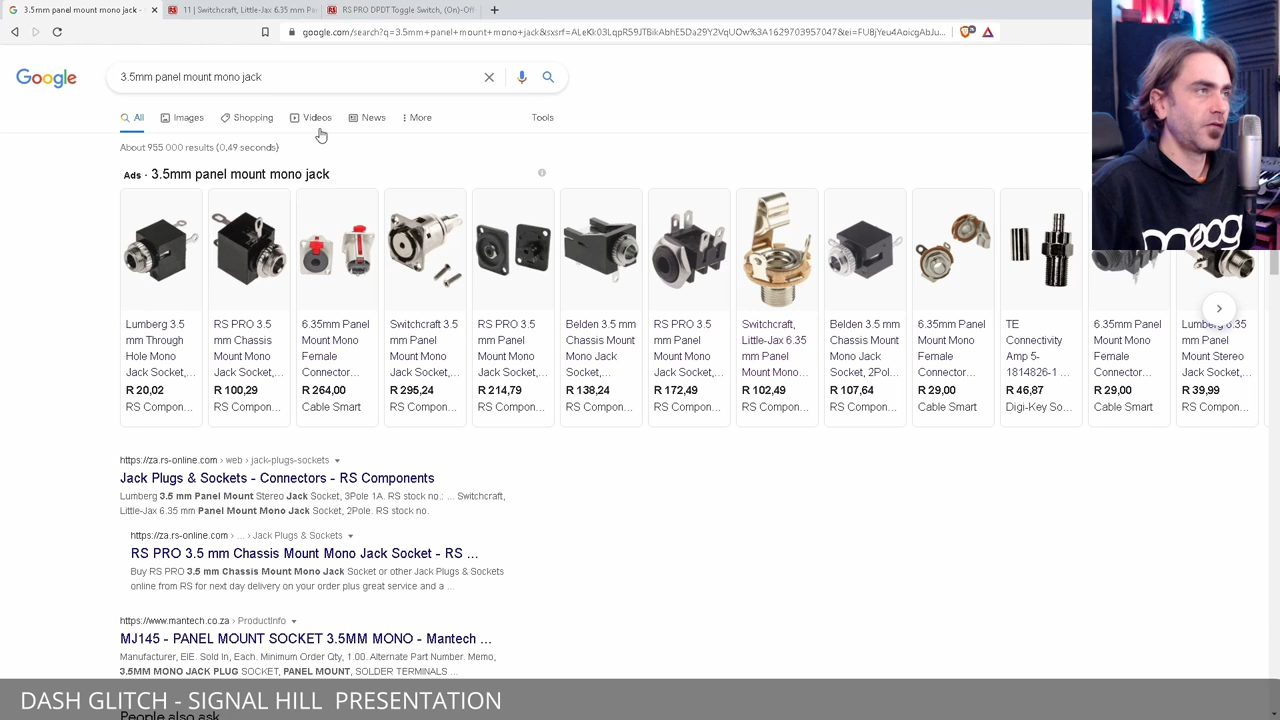 3.5mm panel mount mono jack -
11 | Switchcraft, Little-Jax 6.35 mm Pa
RS PRO DPDT Toggle Switch, (On)-Off
google.com/search?q=3.5mm+panel+mount+mono+jack&sxsrf=ALeKk03LqpR59JTBikAbhE5Da29Y2VqUOw%3A1629703957047&ei=FU8jYeu4AoicgAbJu...
Google
3.5mm panel mount mono jack
All
Images
Shopping
Videos
News
More
Tools
About 955 000 results (0,49 seconds)
Ads · 3.5mm panel mount mono jack
Lumberg 3.5
mm Through
Hole Mono
Jack Socket,...
R 20,02
RS Compon...
RS PRO 3.5
mm Chassis
Mount Mono
Jack Socket,...
R 100,29
RS Compon...
6.35mm Panel
Mount Mono
Female
Connector...
R 264,00
Cable Smart
Switchcraft 3.5
mm Panel
Mount Mono
Jack Socket,...
R 295,24
RS Compon...
RS PRO 3.5
mm Panel
Mount Mono
Jack Socket,...
R 214,79
RS Compon...
Belden 3.5 mm
Chassis Mount
Mono Jack
Socket, 2Pol...
R 138,24
RS Compon...
RS PRO 3.5
mm Panel
Mount Mono
Jack Socket,...
R 172,49
RS Compon...
Switchcraft,
Little-Jax 6.35
mm Panel
Mount Mono...
R 102,49
RS Compon...
Belden 3.5 mm
Chassis Mount
Mono Jack
Socket, 2Pol...
R 107,64
RS Compon...
6.35mm Panel
Mount Mono
Female
Connector...
R 29,00
Cable Smart
TE
Connectivity
Amp 5-
1814826-1 ...
R 46,87
Digi-Key So...
6.35mm Panel
Mount Mono
Female
Connector...
R 29,00
Cable Smart
Lumberg 6.35
mm Panel
Mount Stereo
Jack Socket,...
R 39,99
RS Compon...
moog
https://za.rs-online.com › web › jack-plugs-sockets
Jack Plugs & Sockets - Connectors - RS Components
Lumberg 3.5 mm Panel Mount Stereo Jack Socket, 3Pole 1A. RS stock no.: ... Switchcraft,
Little-Jax 6.35 mm Panel Mount Mono Jack Socket, 2Pole. RS stock no.
https://za.rs-online.com › ... › Jack Plugs & Sockets
RS PRO 3.5 mm Chassis Mount Mono Jack Socket - RS ...
Buy RS PRO 3.5 mm Chassis Mount Mono Jack Socket or other Jack Plugs & Sockets
online from RS for next day delivery on your order plus great service and a ...
https://www.mantech.co.za › ProductInfo
MJ145 - PANEL MOUNT SOCKET 3.5MM MONO - Mantech ...
Manufacturer, EIE. Sold In, Each. Minimum Order Qty, 1.00. Alternate Part Number. Memo,
3.5MM MONO JACK PLUG SOCKET, PANEL MOUNT, SOLDER TERMINALS ...
DASH GLITCH - SIGNAL HILL PRESENTATION
People also ask